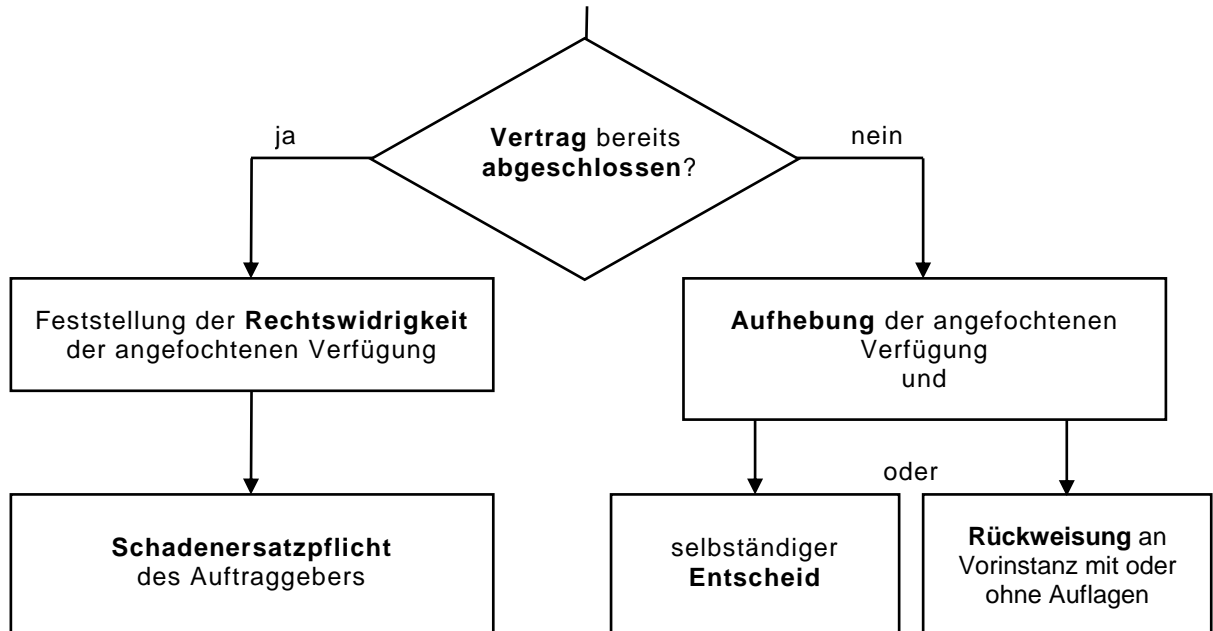 Vertrag bereits
abgeschlossen?
ja
nein
Feststellung der Rechtswidrigkeit
der angefochtenen Verfügung
Aufhebung der angefochtenen
Verfügung
und
Schadenersatzpflicht
des Auftraggebers
oder
selbständiger
Entscheid
Rückweisung an
Vorinstanz mit oder
ohne Auflagen